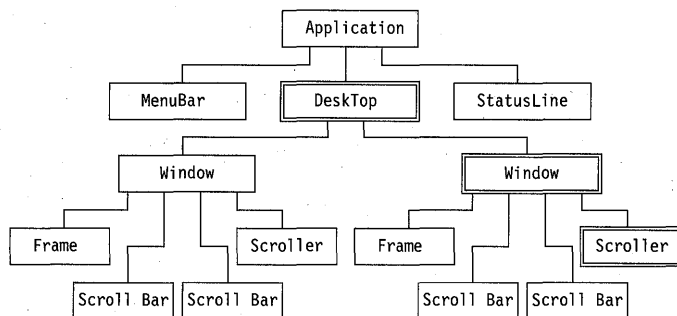 Application
MenuBar
DeskTop
StatusLine
Window
Window
Frame
Scroller
Frame
Scroller
Scroll Bar
Scroll Bar
Scroll Bar
Scroll Bar